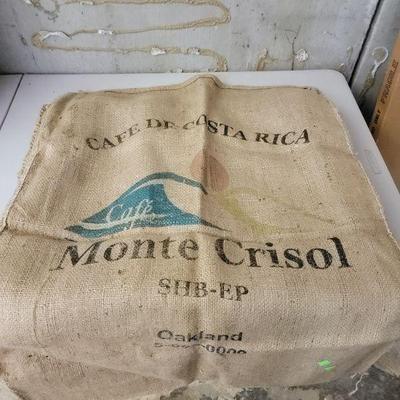 CAFE DE COSTA RICA
Café
Monte Crisol
SHB-EP
Oakland